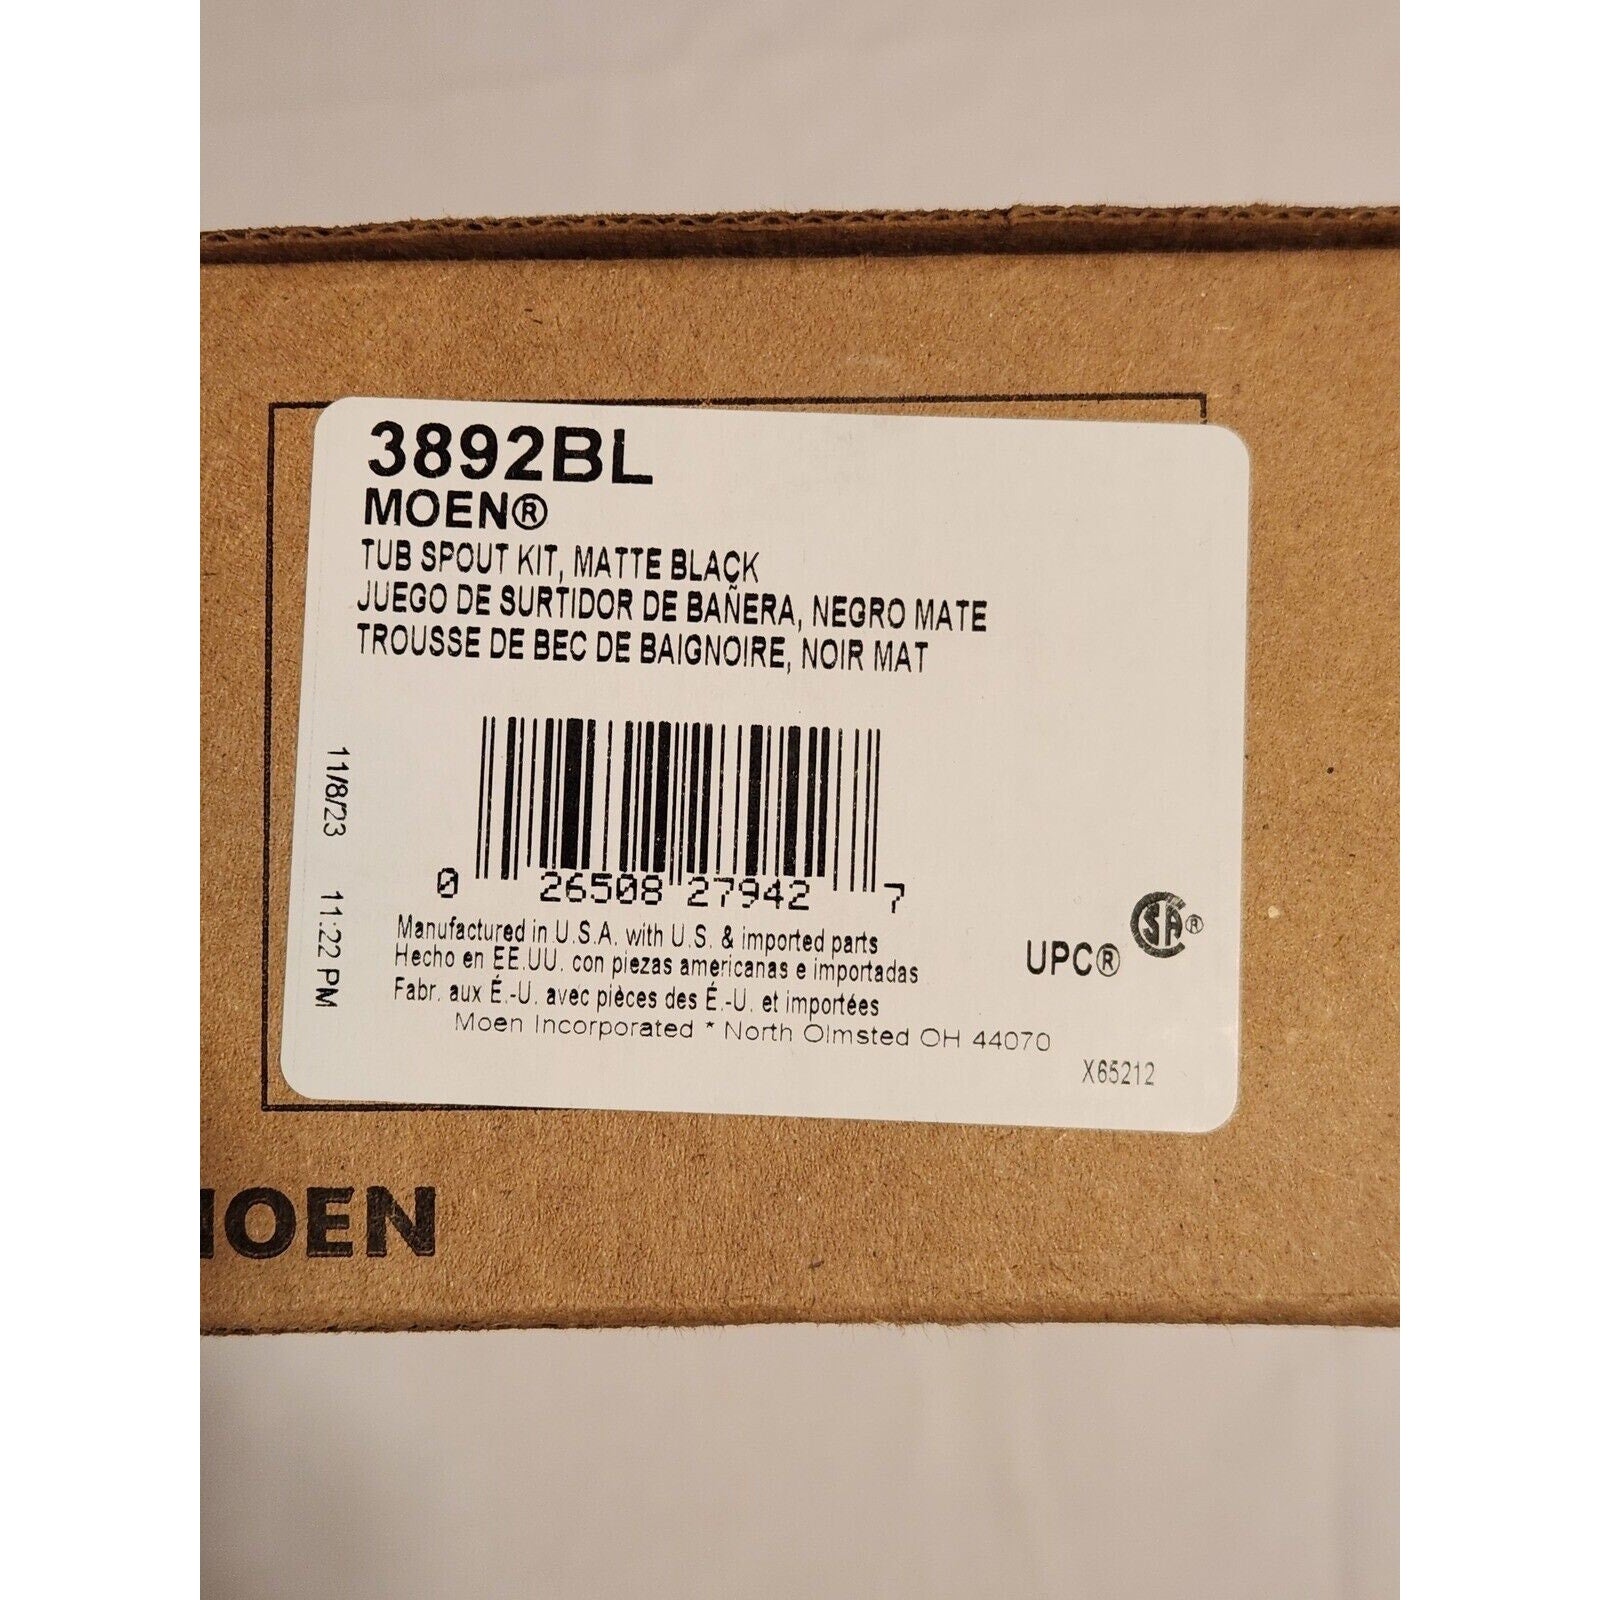 3892BL
MOEN®
TUB SPOUT KIT, MATTE BLACK
JUEGO DE SURTIDOR DE BAÑERA, NEGRO MATE
TROUSSE DE BEC DE BAIGNOIRE, NOIR MAT
11/8/23 11:22 PM
0 26508 27942 7
Manufactured in U.S.A. with U.S. & imported parts
Hecho en EE.UU. con piezas americanas e importadas
Fabr. aux É.-U. avec pièces des É.-U. et importées
Moen Incorporated * North Olmsted OH 44070
UPC® SA®
X65212
MOEN